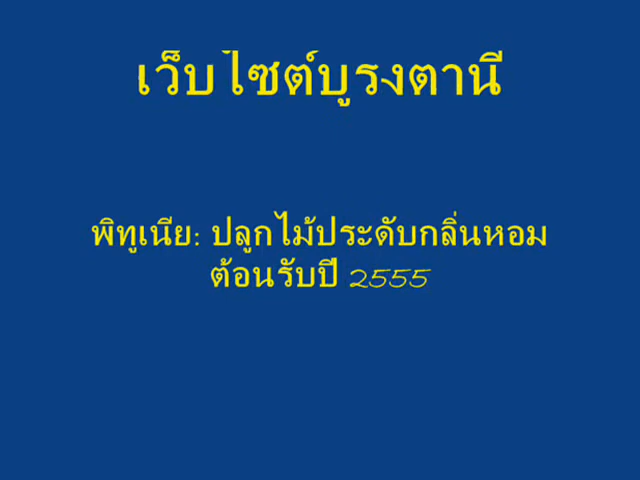 เว็บไซต์บูรงตานี
พิทูเนีย: ปลูกไม้ประดับกลิ่นหอม
ต้อนรับปี 2555